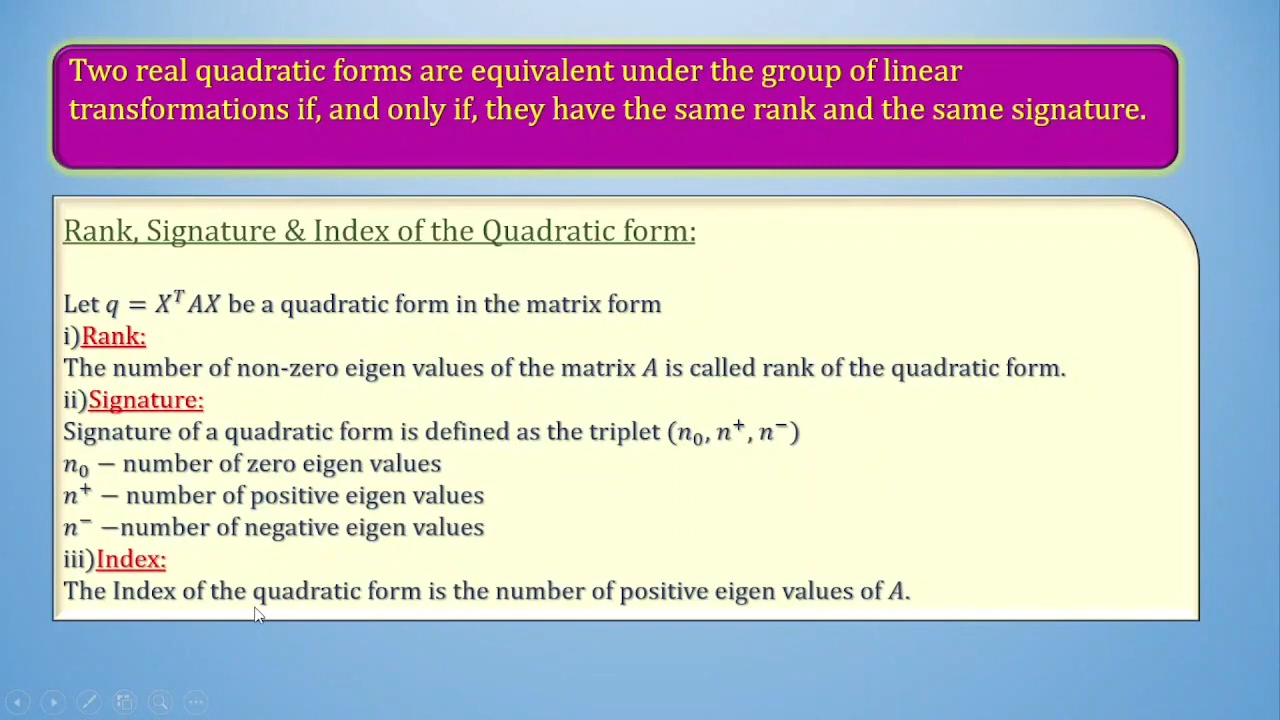 Two real quadratic forms are equivalent under the group of linear
transformations if, and only if, they have the same rank and the same signature.
Rank, Signature & Index of the Quadratic form:
Let q = XᵀAX be a quadratic form in the matrix form
i)Rank:
The number of non-zero eigen values of the matrix A is called rank of the quadratic form.
ii)Signature:
Signature of a quadratic form is defined as the triplet (n₀, n⁺, n⁻)
n₀ − number of zero eigen values
n⁺ − number of positive eigen values
n⁻ −number of negative eigen values
iii)Index:
The Index of the quadratic form is the number of positive eigen values of A.